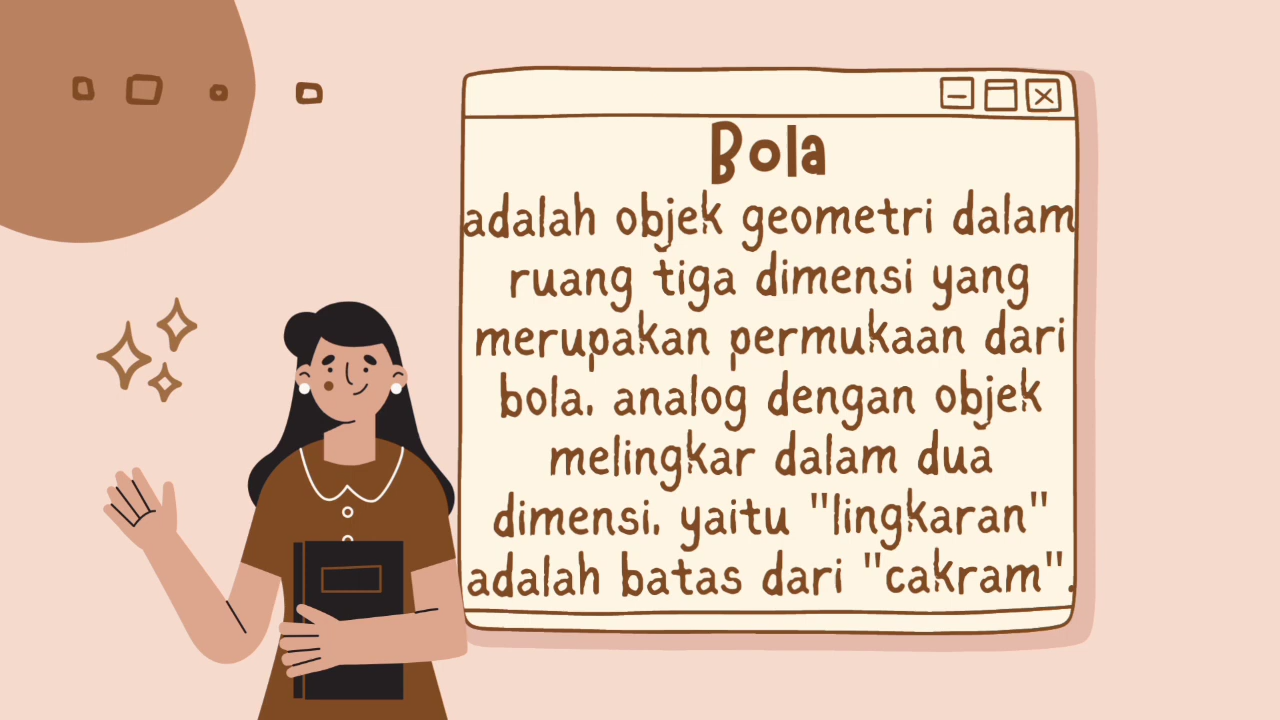 Bola
adalah objek geometri dalam
ruang tiga dimensi yang
merupakan permukaan dari
bola, analog dengan objek
melingkar dalam dua
dimensi, yaitu "lingkaran"
adalah batas dari "cakram".